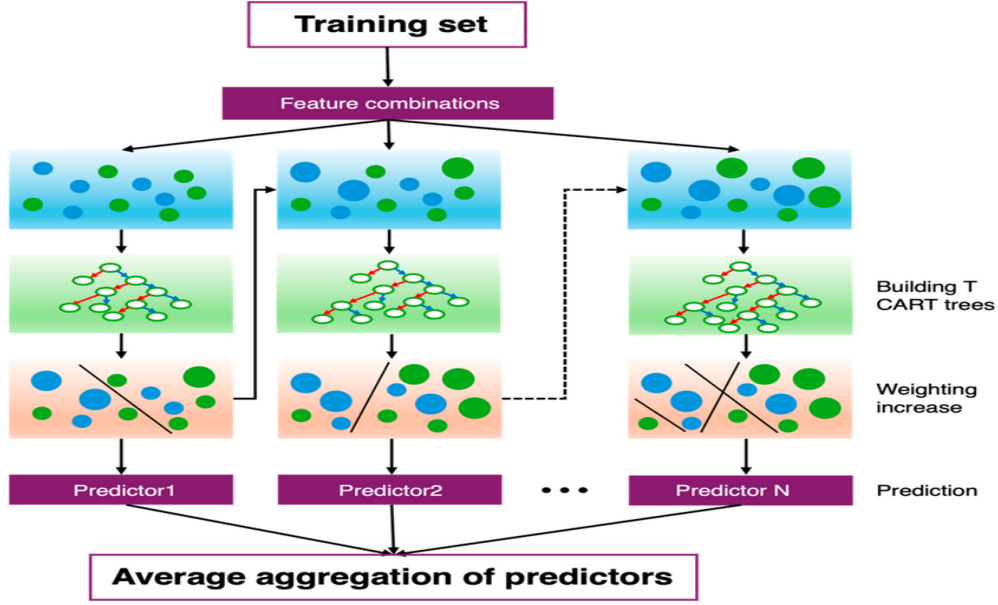 Training set
Feature combinations
Building T
CART trees
Weighting
increase
Predictor1
Predictor2
Predictor N
Prediction
Average aggregation of predictors